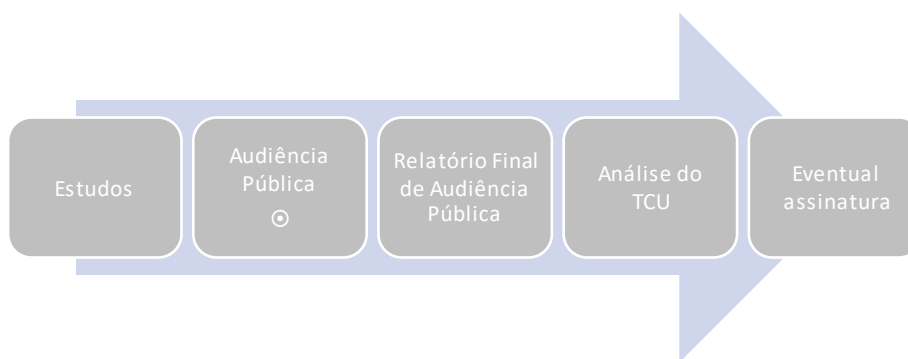 Estudos
Audiência
Pública
⊙
Relatório Final
de Audiência
Pública
Análise do
TCU
Eventual
assinatura